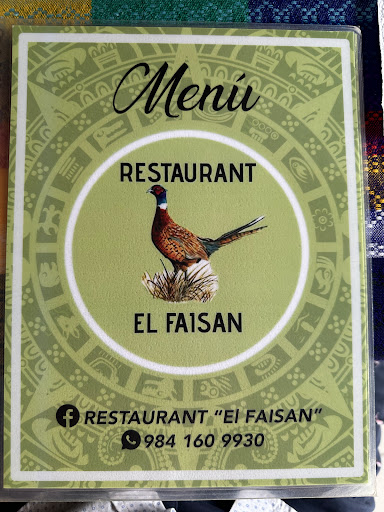 Menú
RESTAURANT
EL FAISAN
RESTAURANT "El FAISAN"
984 160 9930